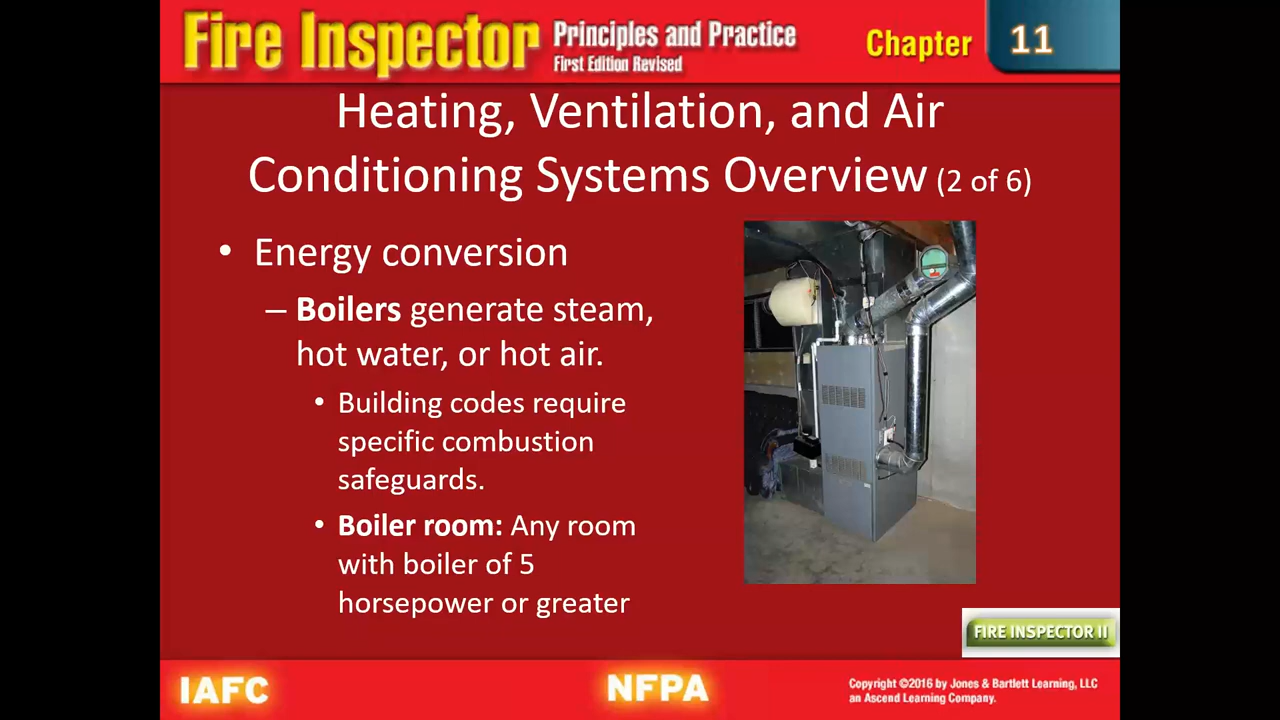 Fire Inspector Principles and Practice
First Edition Revised
Chapter 11
Heating, Ventilation, and Air
Conditioning Systems Overview (2 of 6)
• Energy conversion
– Boilers generate steam,
hot water, or hot air.
• Building codes require
specific combustion
safeguards.
• Boiler room: Any room
with boiler of 5
horsepower or greater
FIRE INSPECTOR II
IAFC
NFPA
Copyright ©2016 by Jones & Bartlett Learning, LLC
an Ascend Learning Company.